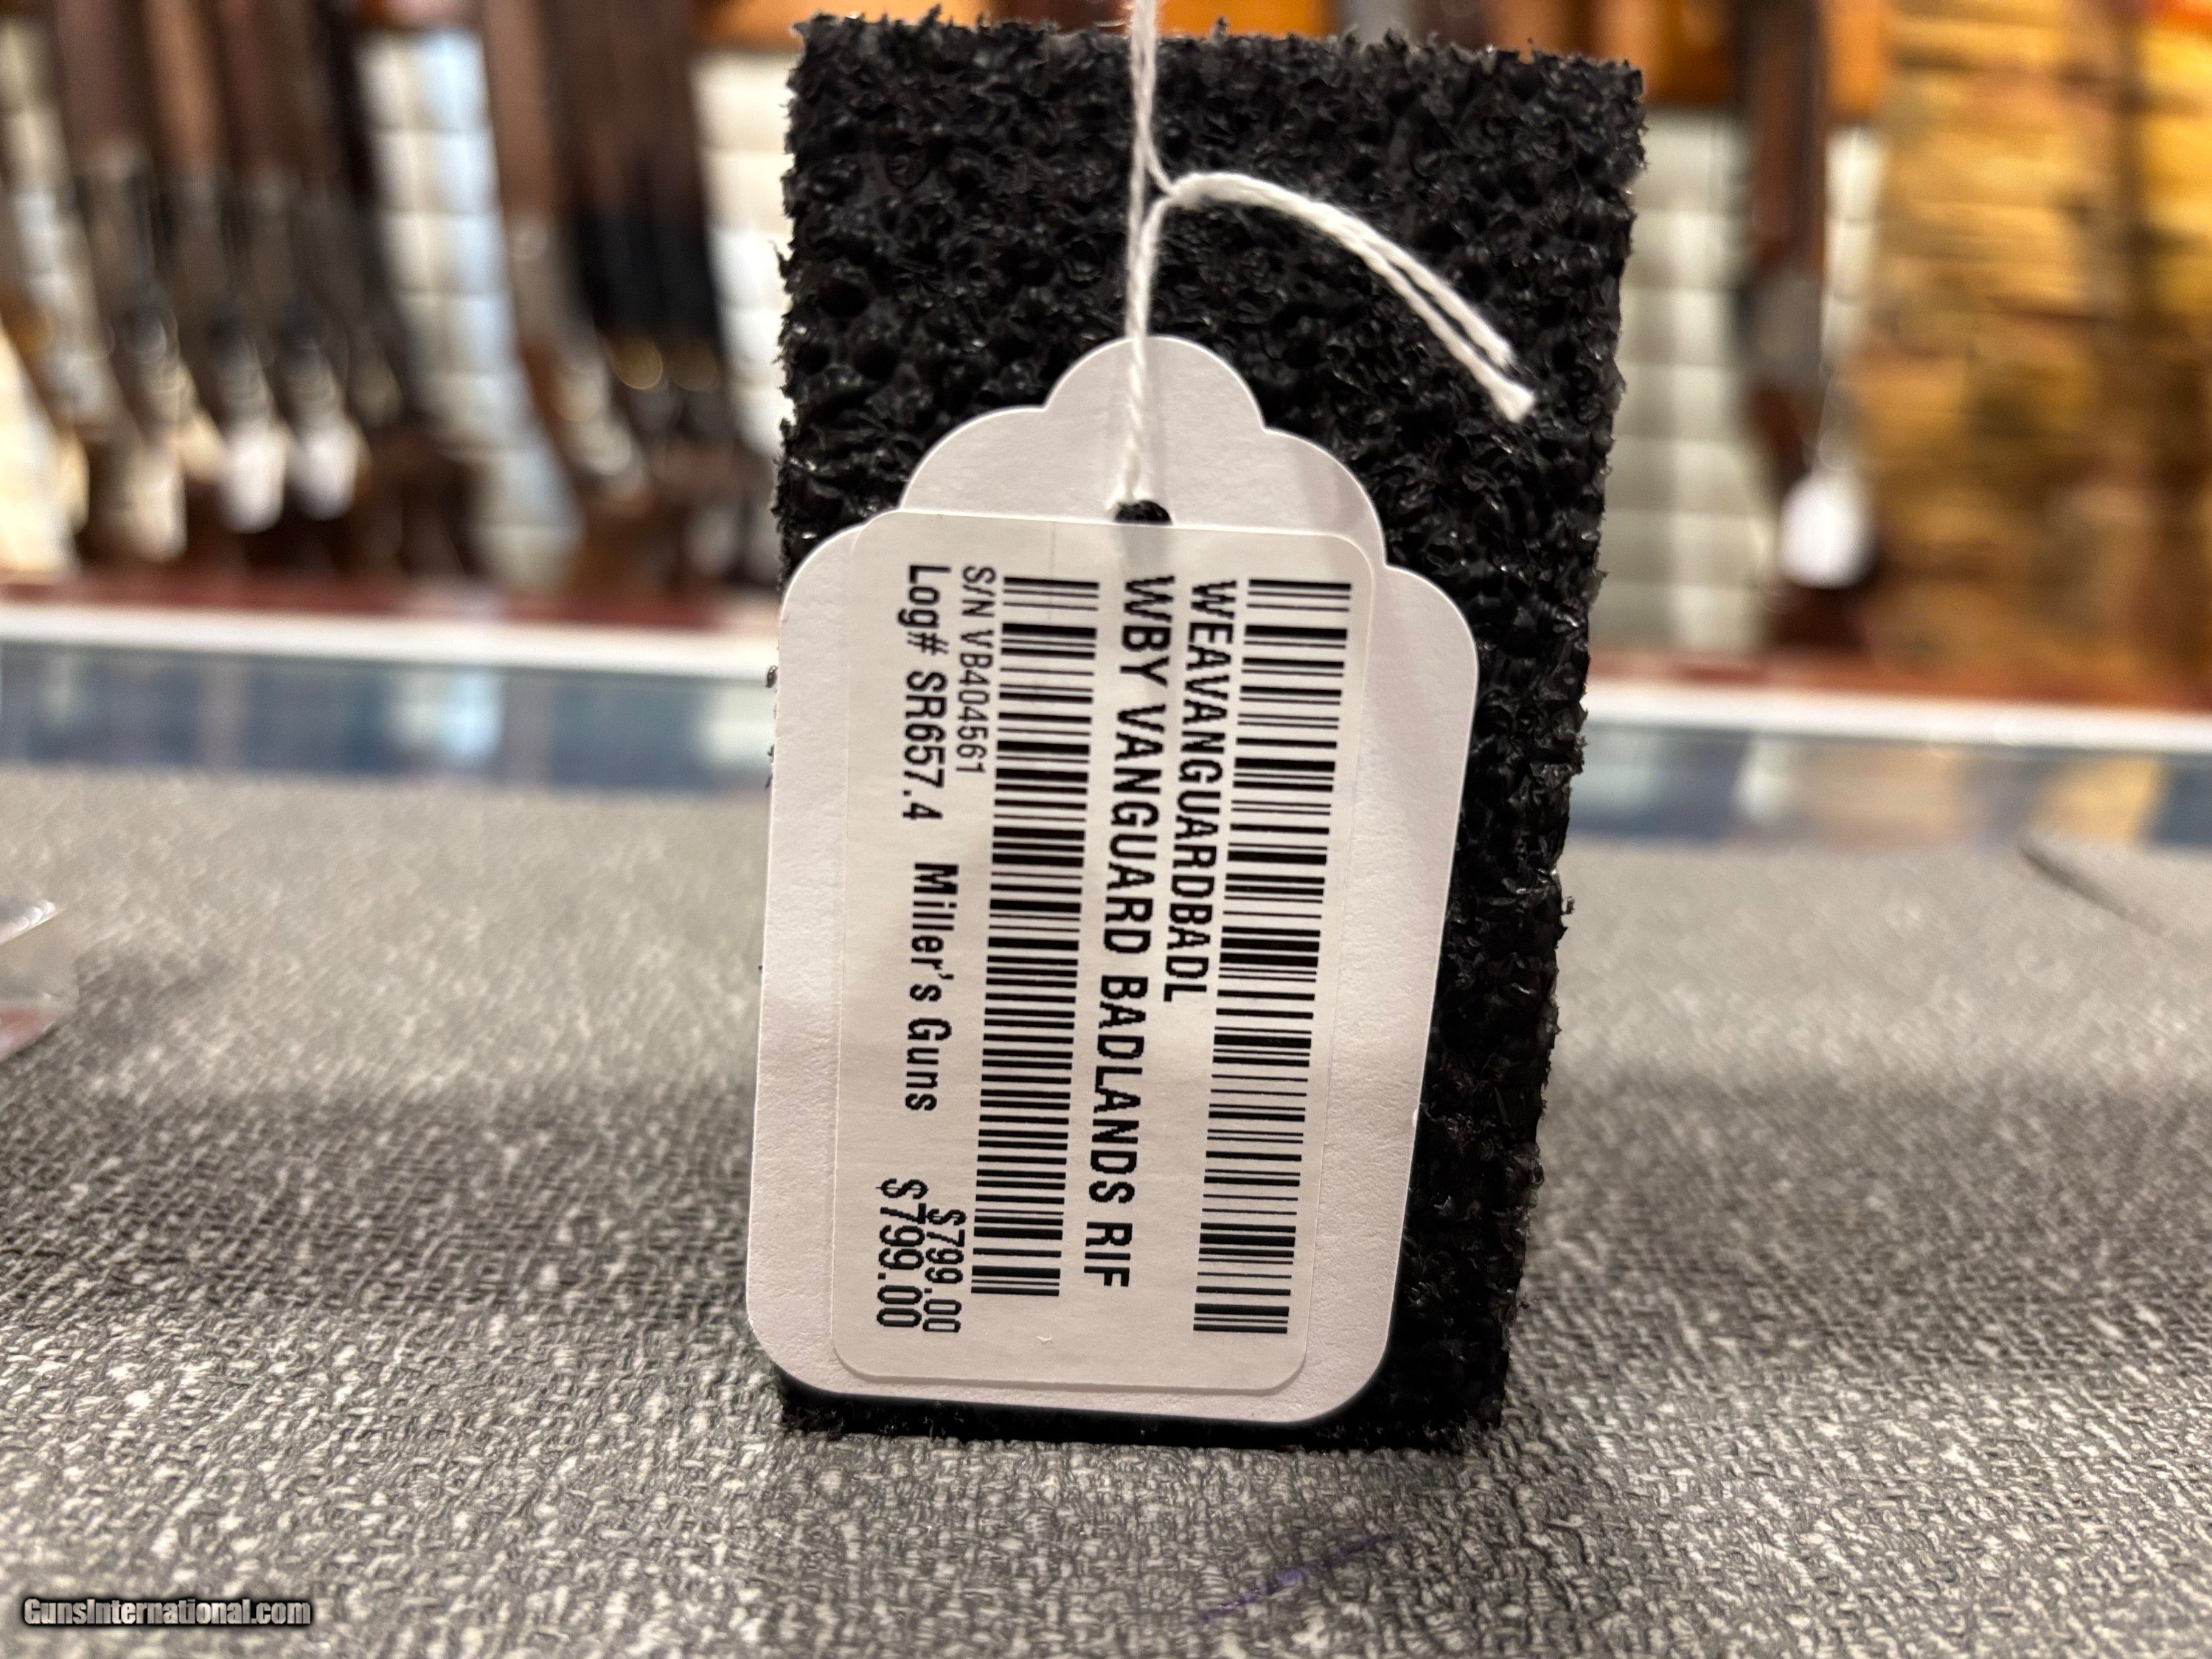 WEAVANGUARDBADL
WBY VANGUARD BADLANDS RIF
S/N VB404561
$799.00
Log# SR657.4 Miller's Guns $799.00
GunsInternational.com